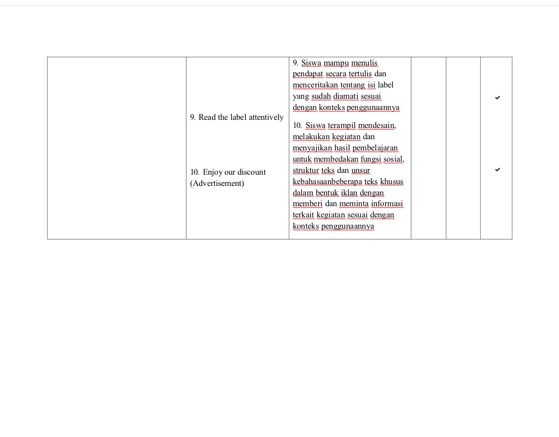 9. Siswa mampu menulis
pendapat secara tertulis dan
menceritakan tentang isi label
yang sudah diamati sesuai
dengan konteks penggunaannya
9. Read the label attentively
10. Siswa terampil mendesain,
melakukan kegiatan dan
menyajikan hasil pembelajaran
untuk membedakan fungsi sosial,
struktur teks dan unsur
kebahasaanbeberapa teks khusus
dalam bentuk iklan dengan
memberi dan meminta informasi
terkait kegiatan sesuai dengan
konteks penggunaannya
10. Enjoy our discount
(Advertisement)